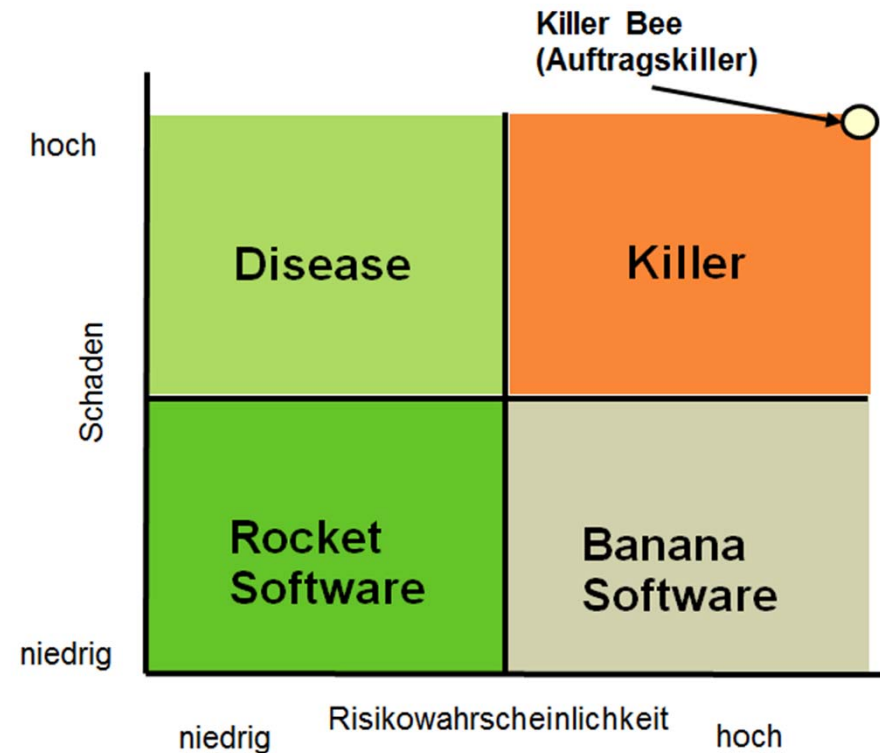 Killer Bee
(Auftragskiller)
hoch
Disease
Killer
Schaden
Rocket
Software
Banana
Software
niedrig
niedrig
Risikowahrscheinlichkeit
hoch